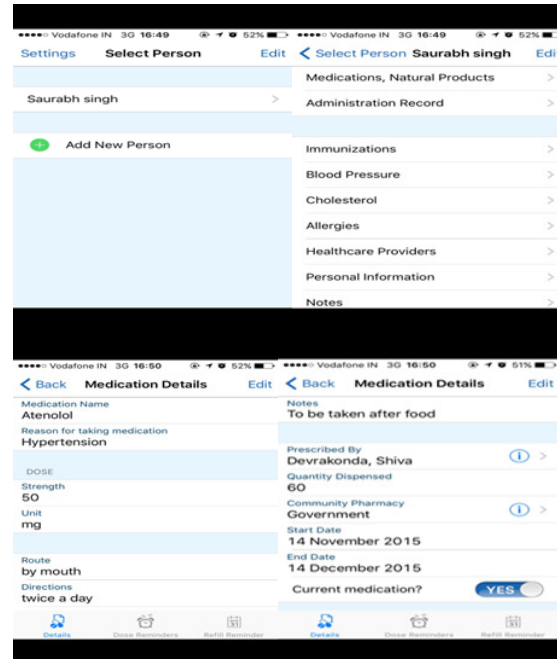 Vodafone IN 3G 16:49 52%
Settings Select Person Edit
Saurabh singh
Add New Person
Vodafone IN 3G 16:49 52%
Select Person Saurabh singh Edi
Medications, Natural Products
Administration Record
Immunizations
Blood Pressure
Cholesterol
Allergies
Healthcare Providers
Personal Information
Notes
Vodafone IN 3G 16:50 52%
Back Medication Details Edit
Medication Name
Atenolol
Reason for taking medication
Hypertension
DOSE
Strength
50
Unit
mg
Route
by mouth
Directions
twice a day
Details Dose Reminders Refill Reminder
Vodafone IN 3G 16:50 51%
Back Medication Details Edit
Notes
To be taken after food
Prescribed By
Devrakonda, Shiva
Quantity Dispensed
60
Community Pharmacy
Government
Start Date
14 November 2015
End Date
14 December 2015
Current medication? YES
Details Dose Reminders Refill Reminder